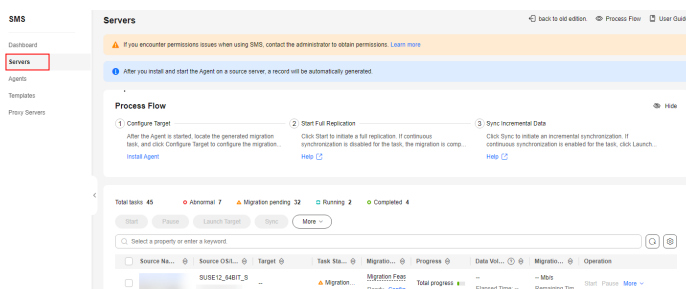 SMS
Servers
back to old edition.
Process Flow
User Guide
Dashboard
Servers
Agents
Templates
Proxy Servers
If you encounter permissions issues when using SMS, contact the administrator to obtain permissions. Learn more
After you install and start the Agent on a source server, a record will be automatically generated.
Process Flow
Hide
1 Configure Target
After the Agent is started, locate the generated migration
task, and click Configure Target to configure the migration...
Install Agent
2 Start Full Replication
Click Start to initiate a full replication. If continuous
synchronization is disabled for the task, the migration is comp...
Help
3 Sync Incremental Data
Click Sync to initiate an incremental synchronization. If
continuous synchronization is enabled for the task, click Launch...
Help
Total tasks 45
Abnormal 7
Migration pending 32
Running 2
Completed 4
Start
Pause
Launch Target
Sync
More
Select a property or enter a keyword.
Source Na...
Source OS/I...
Target
Task Sta...
Migratio...
Progress
Data Vol...
Migratio...
Operation
SUSE12_64BIT_S
--
Migration...
Migration Feas
Total progress
--
-- Mb/s
Start Pause More
Elapsed Time: --
Remaining Tim